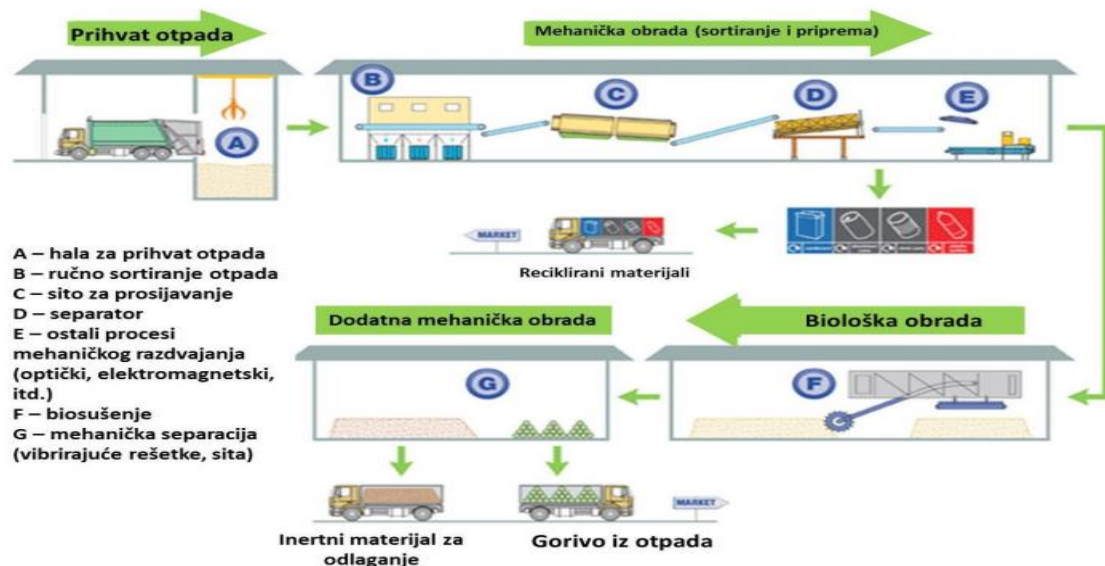 Prihvat otpada
Mehanička obrada (sortiranje i priprema)
B
C
D
E
A
MARKET
Reciklirani materijali
A – hala za prihvat otpada
B – ručno sortiranje otpada
C – sito za prosijavanje
D – separator
E – ostali procesi
mehaničkog razdvajanja
(optički, elektromagnetski,
itd.)
F – biosušenje
G – mehanička separacija
(vibrirajuće rešetke, sita)
Dodatna mehanička obrada
Biološka obrada
G
F
MARKET
Inertni materijal za
odlaganje
Gorivo iz otpada